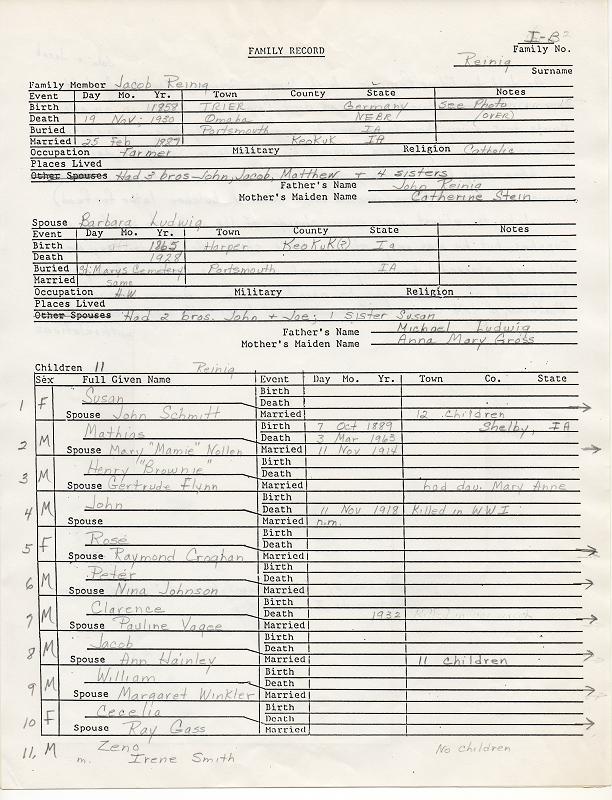 I-B²
FAMILY RECORD Family No.
Reinig
Surname
Family Member Jacob Reinig
Event Day Mo. Yr. Town County State Notes
Birth 1858 TRIER Germany See Photo
Death 19 Nov. 1930 Omaha NEBR (OVER)
Buried Portsmouth IA
Married 25 Feb 1887 KeoKuk IA
Occupation Farmer Military Religion Catholic
Places Lived
Other Spouses Had 3 bros-John, Jacob, Matthew + 4 sisters
Father's Name John Reinig
Mother's Maiden Name Catherine Stein
Spouse Barbara Ludwig
Event Day Mo. Yr. Town County State Notes
Birth 1865 Harper KeoKuK(?) Ia
Death 1928
Buried St. Marys Cemetery Portsmouth IA
Married same
Occupation H.W Military Religion
Places Lived
Other Spouses Had 2 bros. John + Joe; 1 sister Susan
Father's Name Michael Ludwig
Mother's Maiden Name Anna Mary Gross
Children 11 Reinig
Sex Full Given Name Event Day Mo. Yr. Town Co. State
Susan Birth
1 F Death
Spouse John Schmitt Married 12 children
Mathias Birth 7 Oct 1889 Shelby, IA
2 M Death 3 Mar 1963
Spouse Mary "Mamie" Nollen Married 11 Nov 1914
Henry "Brownie" Birth
3 M Death
Spouse Gertrude Flynn Married had dau. Mary Anne
John Birth
4 M Death 11 Nov 1918 Killed in WWI
Spouse Married n.m.
Rose Birth
5 F Death
Spouse Raymond Croghan Married
Peter Birth
6 M Death
Spouse Nina Johnson Married
Clarence Birth
7 M Death 1932
Spouse Pauline Married
Jacob Birth
8 M Death
Spouse Ann Hainley Married 11 children
William Birth
9 M Death
Spouse Margaret Winkler Married
Cecelia Birth
10 F Death
Spouse Ray Gass Married
11. M Zeno No children
m. Irene Smith